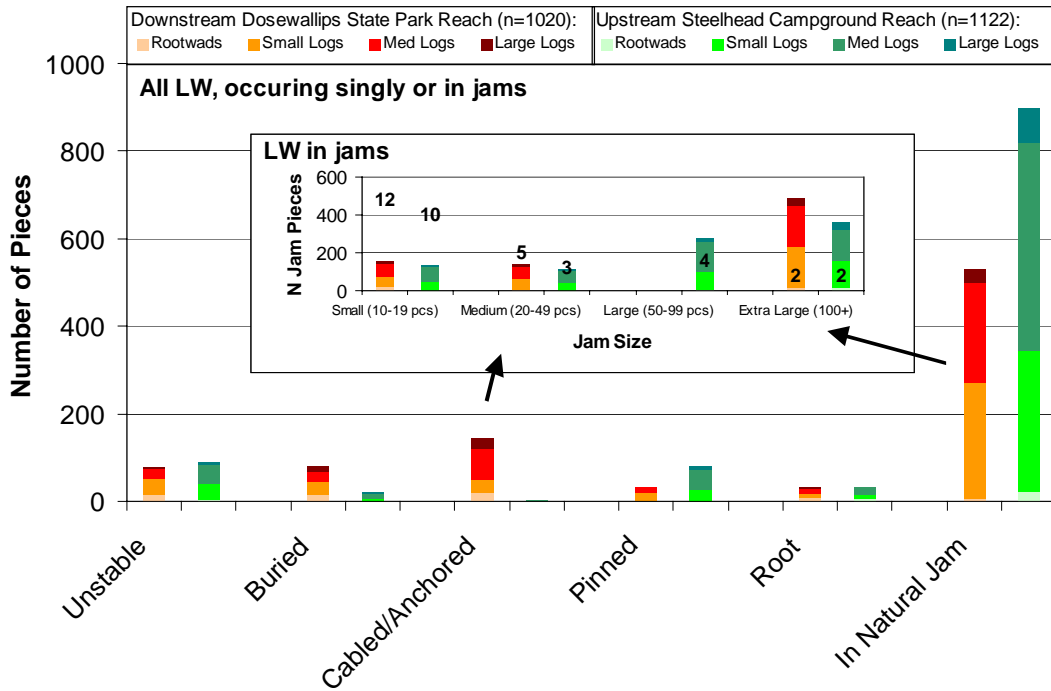 Downstream Dosewallips State Park Reach (n=1020):
Rootwads Small Logs Med Logs Large Logs
Upstream Steelhead Campground Reach (n=1122):
Rootwads Small Logs Med Logs Large Logs
All LW, occuring singly or in jams
Number of Pieces
1000
800
600
400
200
0
LW in jams
N Jam Pieces
600
400
200
0
12
10
5
3
4
2
2
Small (10-19 pcs) Medium (20-49 pcs) Large (50-99 pcs) Extra Large (100+)
Jam Size
Unstable
Buried
Cabled/Anchored
Pinned
Root
In Natural Jam